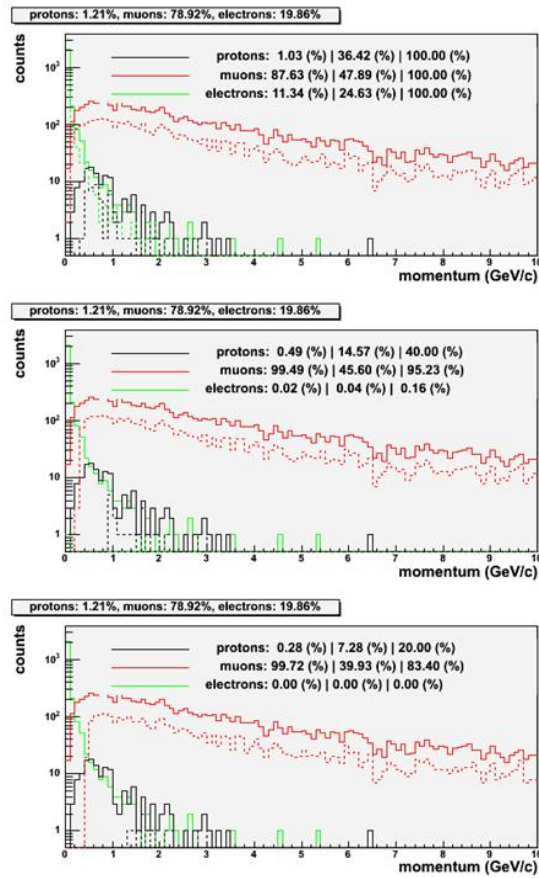 protons: 1.21%, muons: 78.92%, electrons: 19.86%
counts
protons: 1.03 (%) | 36.42 (%) | 100.00 (%)
muons: 87.63 (%) | 47.89 (%) | 100.00 (%)
electrons: 11.34 (%) | 24.63 (%) | 100.00 (%)
10³
10²
10
1
0 1 2 3 4 5 6 7 8 9 10
momentum (GeV/c)
protons: 1.21%, muons: 78.92%, electrons: 19.86%
counts
protons: 0.49 (%) | 14.57 (%) | 40.00 (%)
muons: 99.49 (%) | 45.60 (%) | 95.23 (%)
electrons: 0.02 (%) | 0.04 (%) | 0.16 (%)
10³
10²
10
1
0 1 2 3 4 5 6 7 8 9 10
momentum (GeV/c)
protons: 1.21%, muons: 78.92%, electrons: 19.86%
counts
protons: 0.28 (%) | 7.28 (%) | 20.00 (%)
muons: 99.72 (%) | 39.93 (%) | 83.40 (%)
electrons: 0.00 (%) | 0.00 (%) | 0.00 (%)
10³
10²
10
1
0 1 2 3 4 5 6 7 8 9 10
momentum (GeV/c)